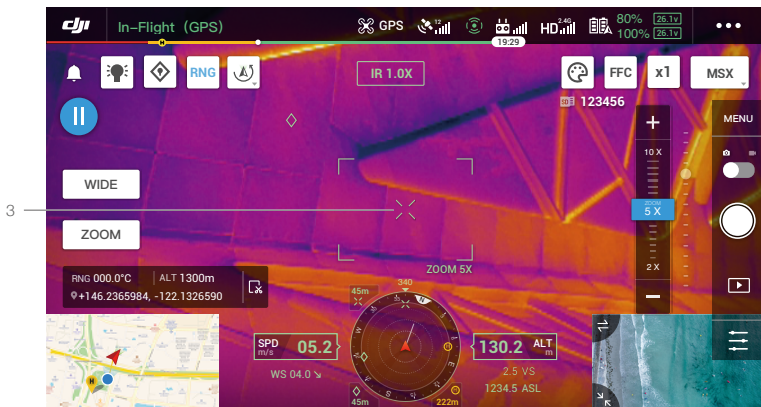 dji
In-Flight (GPS)
GPS
12
HD 2.4G
80% 26.1v
100% 26.1v
H
19:29
RNG
IR 1.0X
FFC
x1
MSX
SD 123456
MENU
+
10 X
WIDE
3
ZOOM
5 X
ZOOM
2 X
ZOOM 5X
RNG 000.0°C
ALT 1300m
+146.2365984, -122.1326590
340
45m
N
SPD
m/s
05.2
130.2
ALT
m
WS 04.0
2.5 VS
1234.5 ASL
45m
222m
H